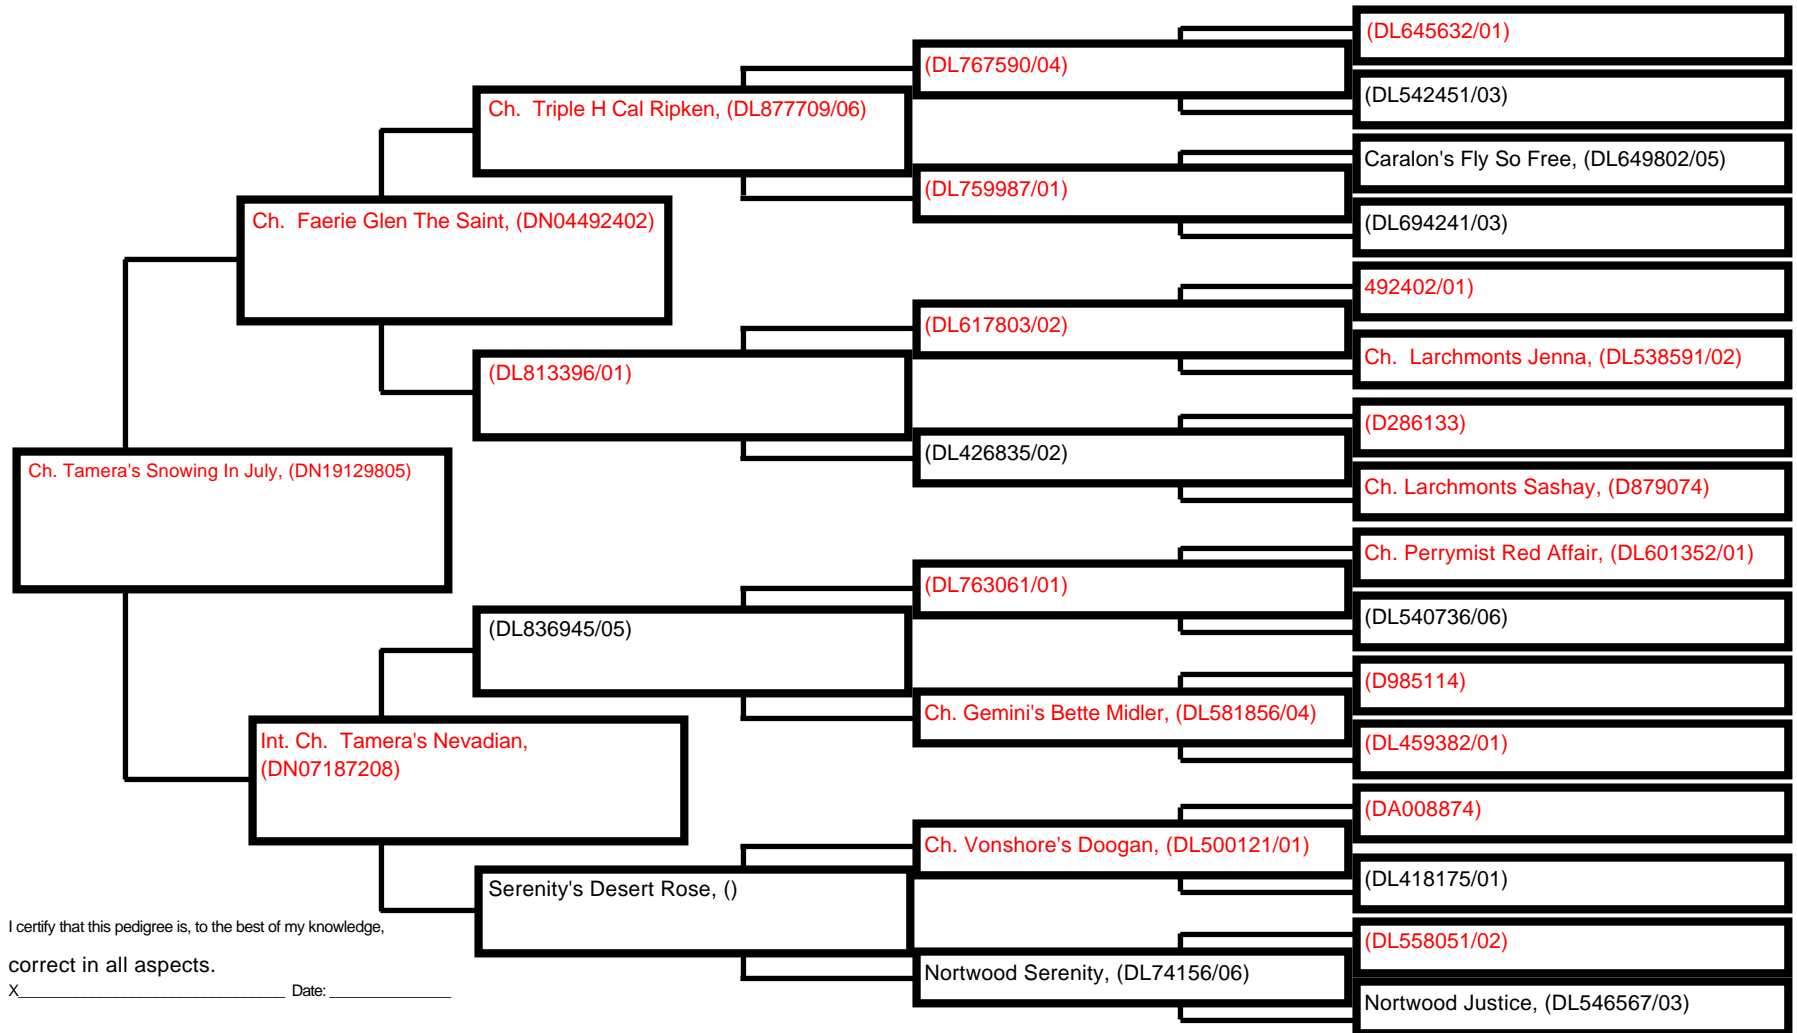 (DL645632/01)
(DL767590/04)
(DL542451/03)
Ch.  Triple H Cal Ripken, (DL877709/06)
Caralon's Fly So Free, (DL649802/05)
(DL759987/01)
(DL694241/03)
Ch.  Faerie Glen The Saint, (DN04492402)
492402/01)
(DL617803/02)
Ch.  Larchmonts Jenna, (DL538591/02)
(DL813396/01)
(D286133)
(DL426835/02)
Ch. Larchmonts Sashay, (D879074)
Ch. Tamera's Snowing In July, (DN19129805)
Ch. Perrymist Red Affair, (DL601352/01)
(DL763061/01)
(DL540736/06)
(DL836945/05)
(D985114)
Ch. Gemini's Bette Midler, (DL581856/04)
(DL459382/01)
Int. Ch.  Tamera's Nevadian,
(DN07187208)
(DA008874)
Ch. Vonshore's Doogan, (DL500121/01)
(DL418175/01)
Serenity's Desert Rose, ()
(DL558051/02)
Nortwood Serenity, (DL74156/06)
Nortwood Justice, (DL546567/03)
I certify that this pedigree is, to the best of my knowledge,
correct in all aspects.
X_________________________________ Date: _______________